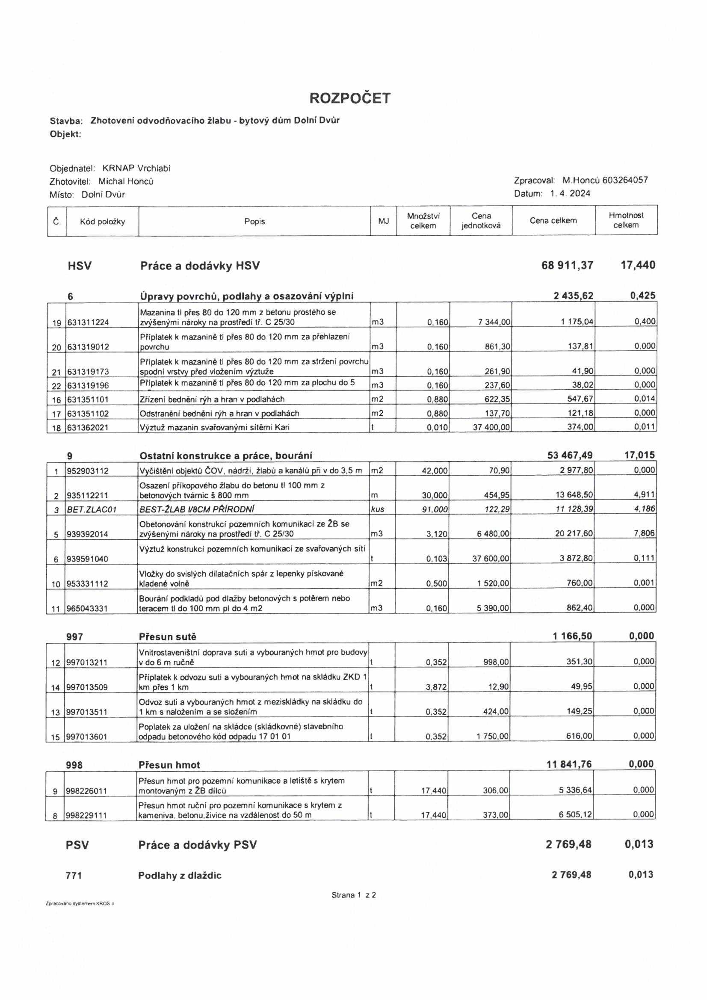 ROZPOČET
Stavba: Zhotovení odvodňovacího žlabu - bytový dům Dolní Dvůr
Objekt:
Objednatel: KRNAP Vrchlabí
Zhotovitel: Michal Honců
Zpracoval: M.Honců 603264057
Místo: Dolní Dvůr
Datum: 1. 4. 2024
Č. Kód položky Popis MJ Množství celkem Cena jednotková Cena celkem Hmotnost celkem
HSV Práce a dodávky HSV 68 911,37 17,440
6 Úpravy povrchů, podlahy a osazování výplní 2 435,62 0,425
Mazanina tl přes 80 do 120 mm z betonu prostého se
19 631311224 zvýšenými nároky na prostředí tř. C 25/30 m3 0,160 7 344,00 1 175,04 0,400
Příplatek k mazanině tl přes 80 do 120 mm za přehlazení
20 631319012 povrchu m3 0,160 861,30 137,81 0,000
Příplatek k mazanině tl přes 80 do 120 mm za stržení povrchu
21 631319173 spodní vrstvy před vložením výztuže m3 0,160 261,90 41,90 0,000
22 631319196 Příplatek k mazanině tl přes 80 do 120 mm za plochu do 5 m3 0,160 237,60 38,02 0,000
16 631351101 Zřízení bednění rýh a hran v podlahách m2 0,880 622,35 547,67 0,014
17 631351102 Odstranění bednění rýh a hran v podlahách m2 0,880 137,70 121,18 0,000
18 631362021 Výztuž mazanin svařovanými sítěmi Kari t 0,010 37 400,00 374,00 0,011
9 Ostatní konstrukce a práce, bourání 53 467,49 17,015
1 952903112 Vyčištění objektů ČOV, nádrží, žlabů a kanálů při v do 3,5 m m2 42,000 70,90 2 977,80 0,000
Osazení příkopového žlabu do betonu tl 100 mm z
2 935112211 betonových tvárnic š 800 mm m 30,000 454,95 13 648,50 4,911
3 BET.ZLAC01 BEST-ŽLAB I/8CM PŘÍRODNÍ kus 91,000 122,29 11 128,39 4,186
Obetonování konstrukcí pozemních komunikací ze ŽB se
5 939392014 zvýšenými nároky na prostředí tř. C 25/30 m3 3,120 6 480,00 20 217,60 7,806
Výztuž konstrukcí pozemních komunikací ze svařovaných sítí
6 939591040 t 0,103 37 600,00 3 872,80 0,111
Vložky do svislých dilatačních spár z lepenky pískované
10 953331112 kladené volně m2 0,500 1 520,00 760,00 0,001
Bourání podkladů pod dlažby betonových s potěrem nebo
11 965043331 teracem tl do 100 mm pl do 4 m2 m3 0,160 5 390,00 862,40 0,000
997 Přesun sutě 1 166,50 0,000
Vnitrostaveništní doprava suti a vybouraných hmot pro budovy
12 997013211 v do 6 m ručně t 0,352 998,00 351,30 0,000
Příplatek k odvozu suti a vybouraných hmot na skládku ZKD 1
14 997013509 km přes 1 km t 3,872 12,90 49,95 0,000
Odvoz suti a vybouraných hmot z meziskládky na skládku do
13 997013511 1 km s naložením a se složením t 0,352 424,00 149,25 0,000
Poplatek za uložení na skládce (skládkovné) stavebního
15 997013601 odpadu betonového kód odpadu 17 01 01 t 0,352 1 750,00 616,00 0,000
998 Přesun hmot 11 841,76 0,000
Přesun hmot pro pozemní komunikace a letiště s krytem
9 998226011 montovaným z ŽB dílců t 17,440 306,00 5 336,64 0,000
Přesun hmot ruční pro pozemní komunikace s krytem z
8 998229111 kameniva, betonu,živice na vzdálenost do 50 m t 17,440 373,00 6 505,12 0,000
PSV Práce a dodávky PSV 2 769,48 0,013
771 Podlahy z dlaždic 2 769,48 0,013
Strana 1 z 2
Zpracováno systémem KROS 4